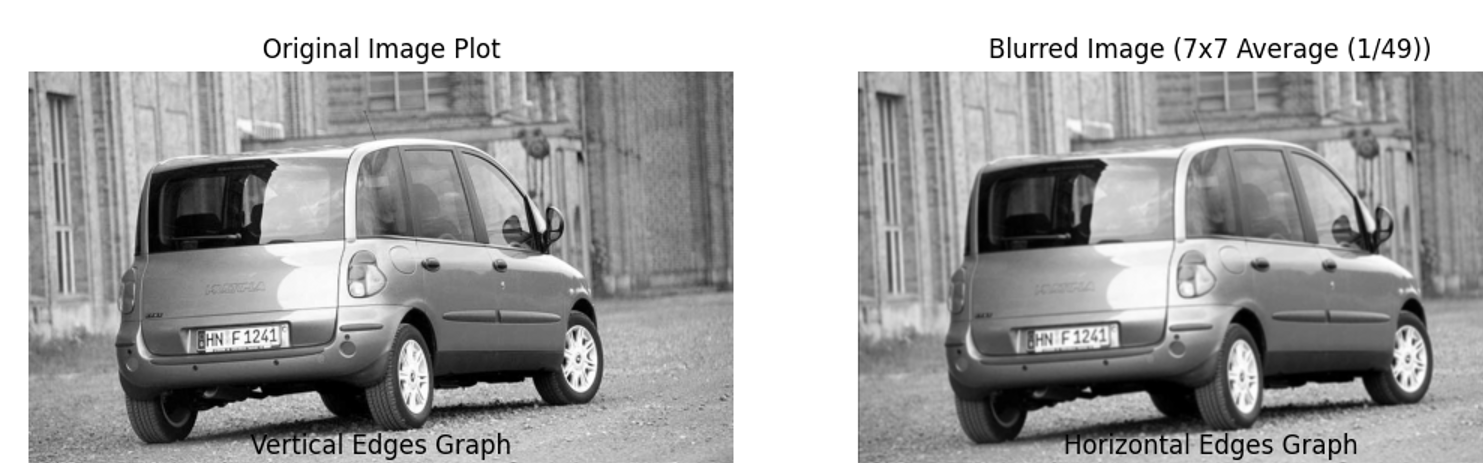 Original Image Plot
Blurred Image (7x7 Average (1/49))
HN F 1241
HN F 1241
Vertical Edges Graph
Horizontal Edges Graph